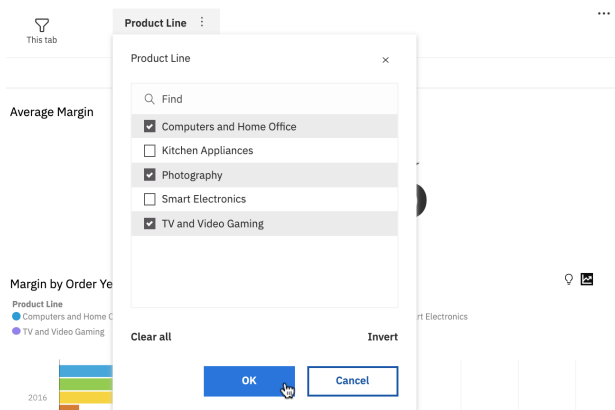 Product Line
This tab
Product Line
Find
Average Margin
Computers and Home Office
Kitchen Appliances
Photography
Smart Electronics
TV and Video Gaming
Margin by Order Ye
Product Line
Computers and Home O
rt Electronics
TV and Video Gaming
Clear all
Invert
OK
Cancel
2016